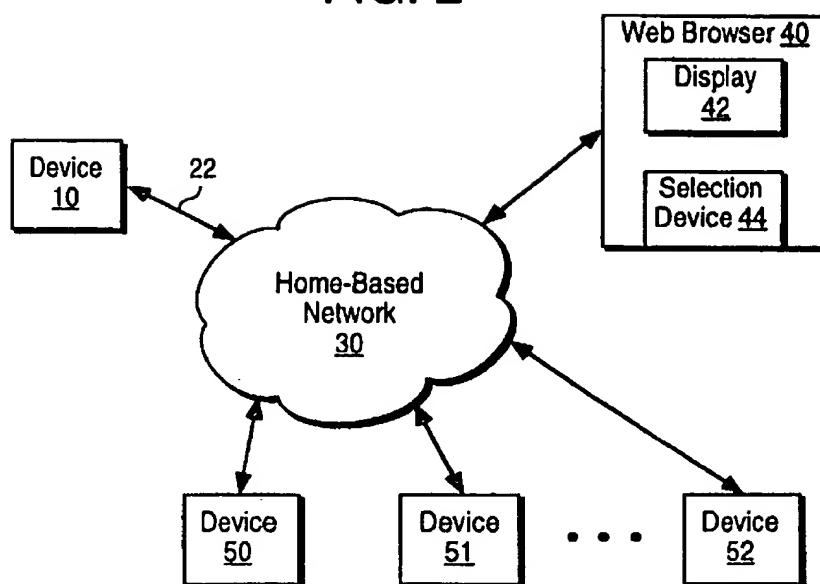 Web Browser 40
Display
42
Device
10
22
Selection
Device 44
Home-Based
Network
30
Device
50
Device
51
. . .
Device
52